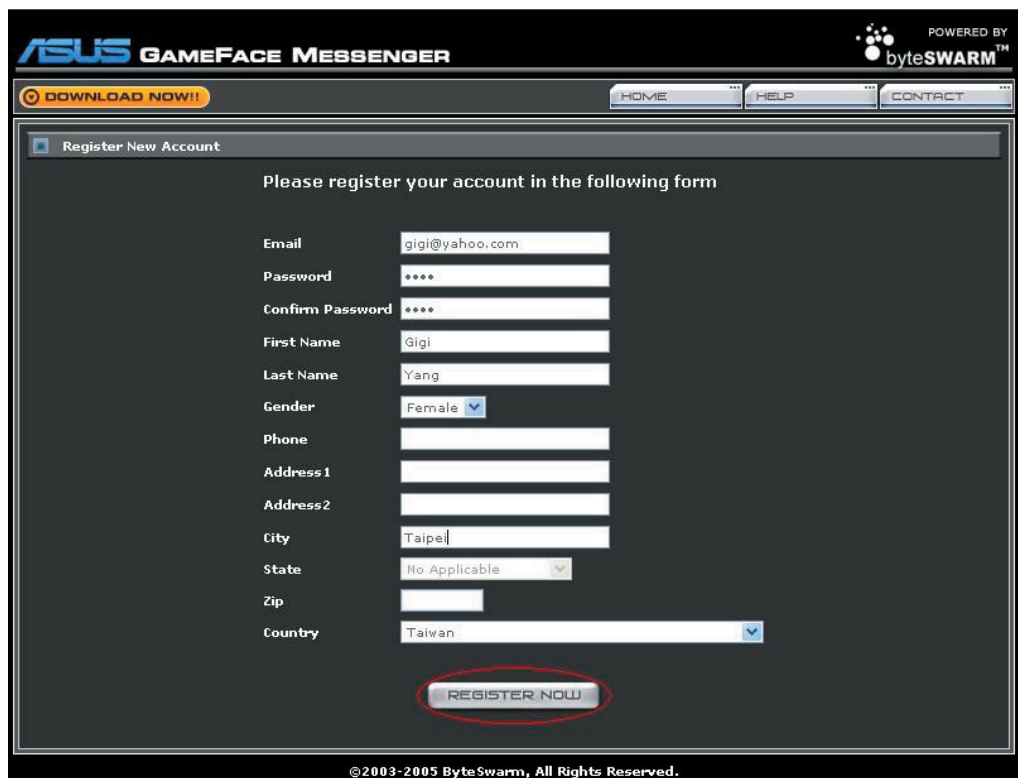 ASUS GAMEFACE MESSENGER
POWERED BY
byteSWARM™
DOWNLOAD NOW!!
HOME
HELP
CONTACT
Register New Account
Please register your account in the following form
Email gigi@yahoo.com
Password ••••
Confirm Password ••••
First Name Gigi
Last Name Yang
Gender Female
Phone
Address1
Address2
City Taipei
State No Applicable
Zip
Country Taiwan
REGISTER NOW
©2003-2005 ByteSwarm, All Rights Reserved.